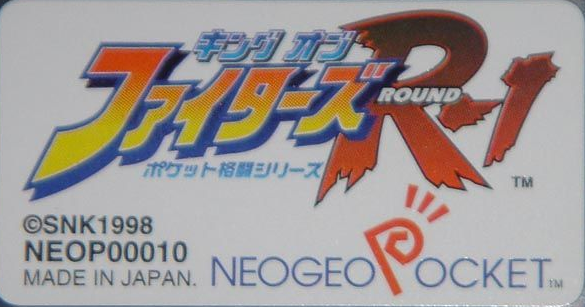 キング オブ
ファイターズ
ROUND
R-1
ポケット格闘シリーズ
TM
©SNK1998
NEOP00010
MADE IN JAPAN.
NEOGEO POCKET TM